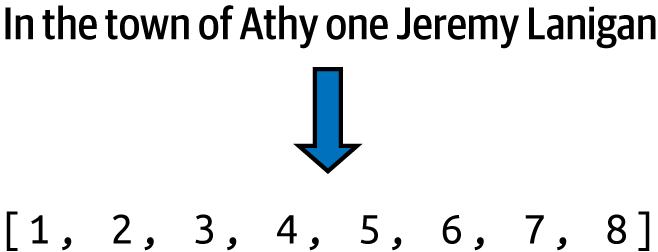 In the town of Athy one Jeremy Lanigan
[1, 2, 3, 4, 5, 6, 7, 8]